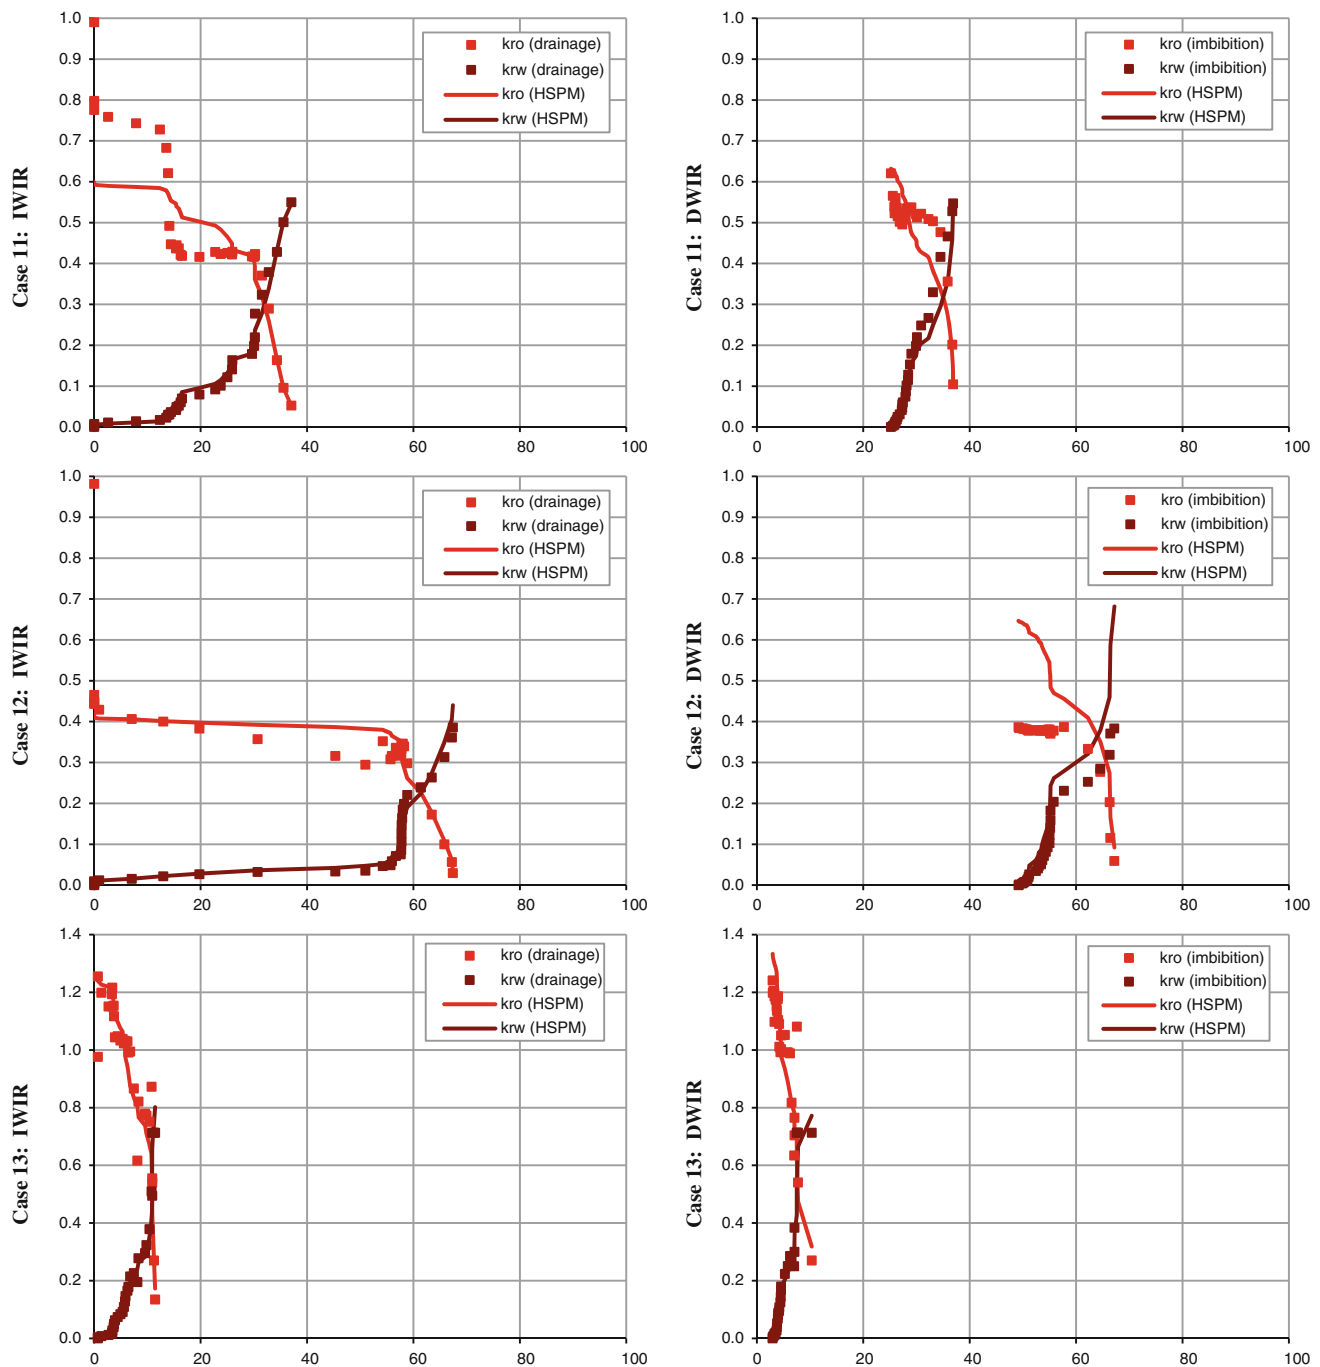 Case 11: IWIR
1.0
0.9
0.8
0.7
0.6
0.5
0.4
0.3
0.2
0.1
0.0
0 20 40 60 80 100
kro (drainage)
krw (drainage)
kro (HSPM)
krw (HSPM)
Case 11: DWIR
1.0
0.9
0.8
0.7
0.6
0.5
0.4
0.3
0.2
0.1
0.0
0 20 40 60 80 100
kro (imbibition)
krw (imbibition)
kro (HSPM)
krw (HSPM)
Case 12: IWIR
1.0
0.9
0.8
0.7
0.6
0.5
0.4
0.3
0.2
0.1
0.0
0 20 40 60 80 100
kro (drainage)
krw (drainage)
kro (HSPM)
krw (HSPM)
Case 12: DWIR
1.0
0.9
0.8
0.7
0.6
0.5
0.4
0.3
0.2
0.1
0.0
0 20 40 60 80 100
kro (imbibition)
krw (imbibition)
kro (HSPM)
krw (HSPM)
Case 13: IWIR
1.4
1.2
1.0
0.8
0.6
0.4
0.2
0.0
0 20 40 60 80 100
kro (drainage)
krw (drainage)
kro (HSPM)
krw (HSPM)
Case 13: DWIR
1.4
1.2
1.0
0.8
0.6
0.4
0.2
0.0
0 20 40 60 80 100
kro (imbibition)
krw (imbibition)
kro (HSPM)
krw (HSPM)